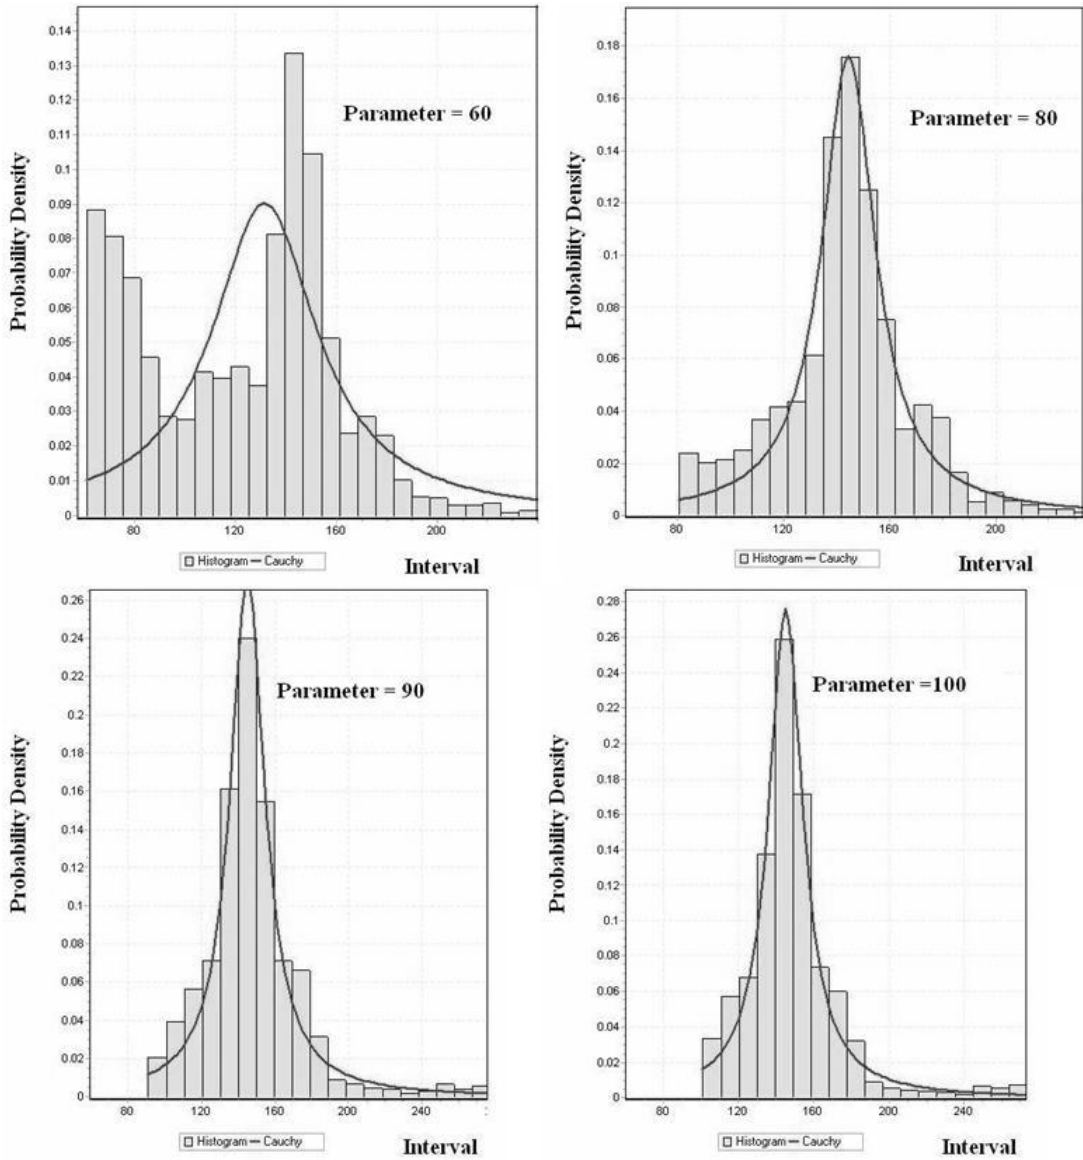 0.14
0.13
0.12
0.11
0.1
0.09
0.08
0.07
0.06
0.05
0.04
0.03
0.02
0.01
0
Probability Density
Parameter = 60
80 120 160 200
Histogram Cauchy
Interval
0.18
0.16
0.14
0.12
0.1
0.08
0.06
0.04
0.02
0
Probability Density
Parameter = 80
80 120 160 200
Histogram Cauchy
Interval
0.26
0.24
0.22
0.2
0.18
0.16
0.14
0.12
0.1
0.08
0.06
0.04
0.02
0
Probability Density
Parameter = 90
80 120 160 200 240
Histogram Cauchy
Interval
0.28
0.26
0.24
0.22
0.2
0.18
0.16
0.14
0.12
0.1
0.08
0.06
0.04
0.02
0
Probability Density
Parameter =100
80 120 160 200 240
Histogram Cauchy
Interval